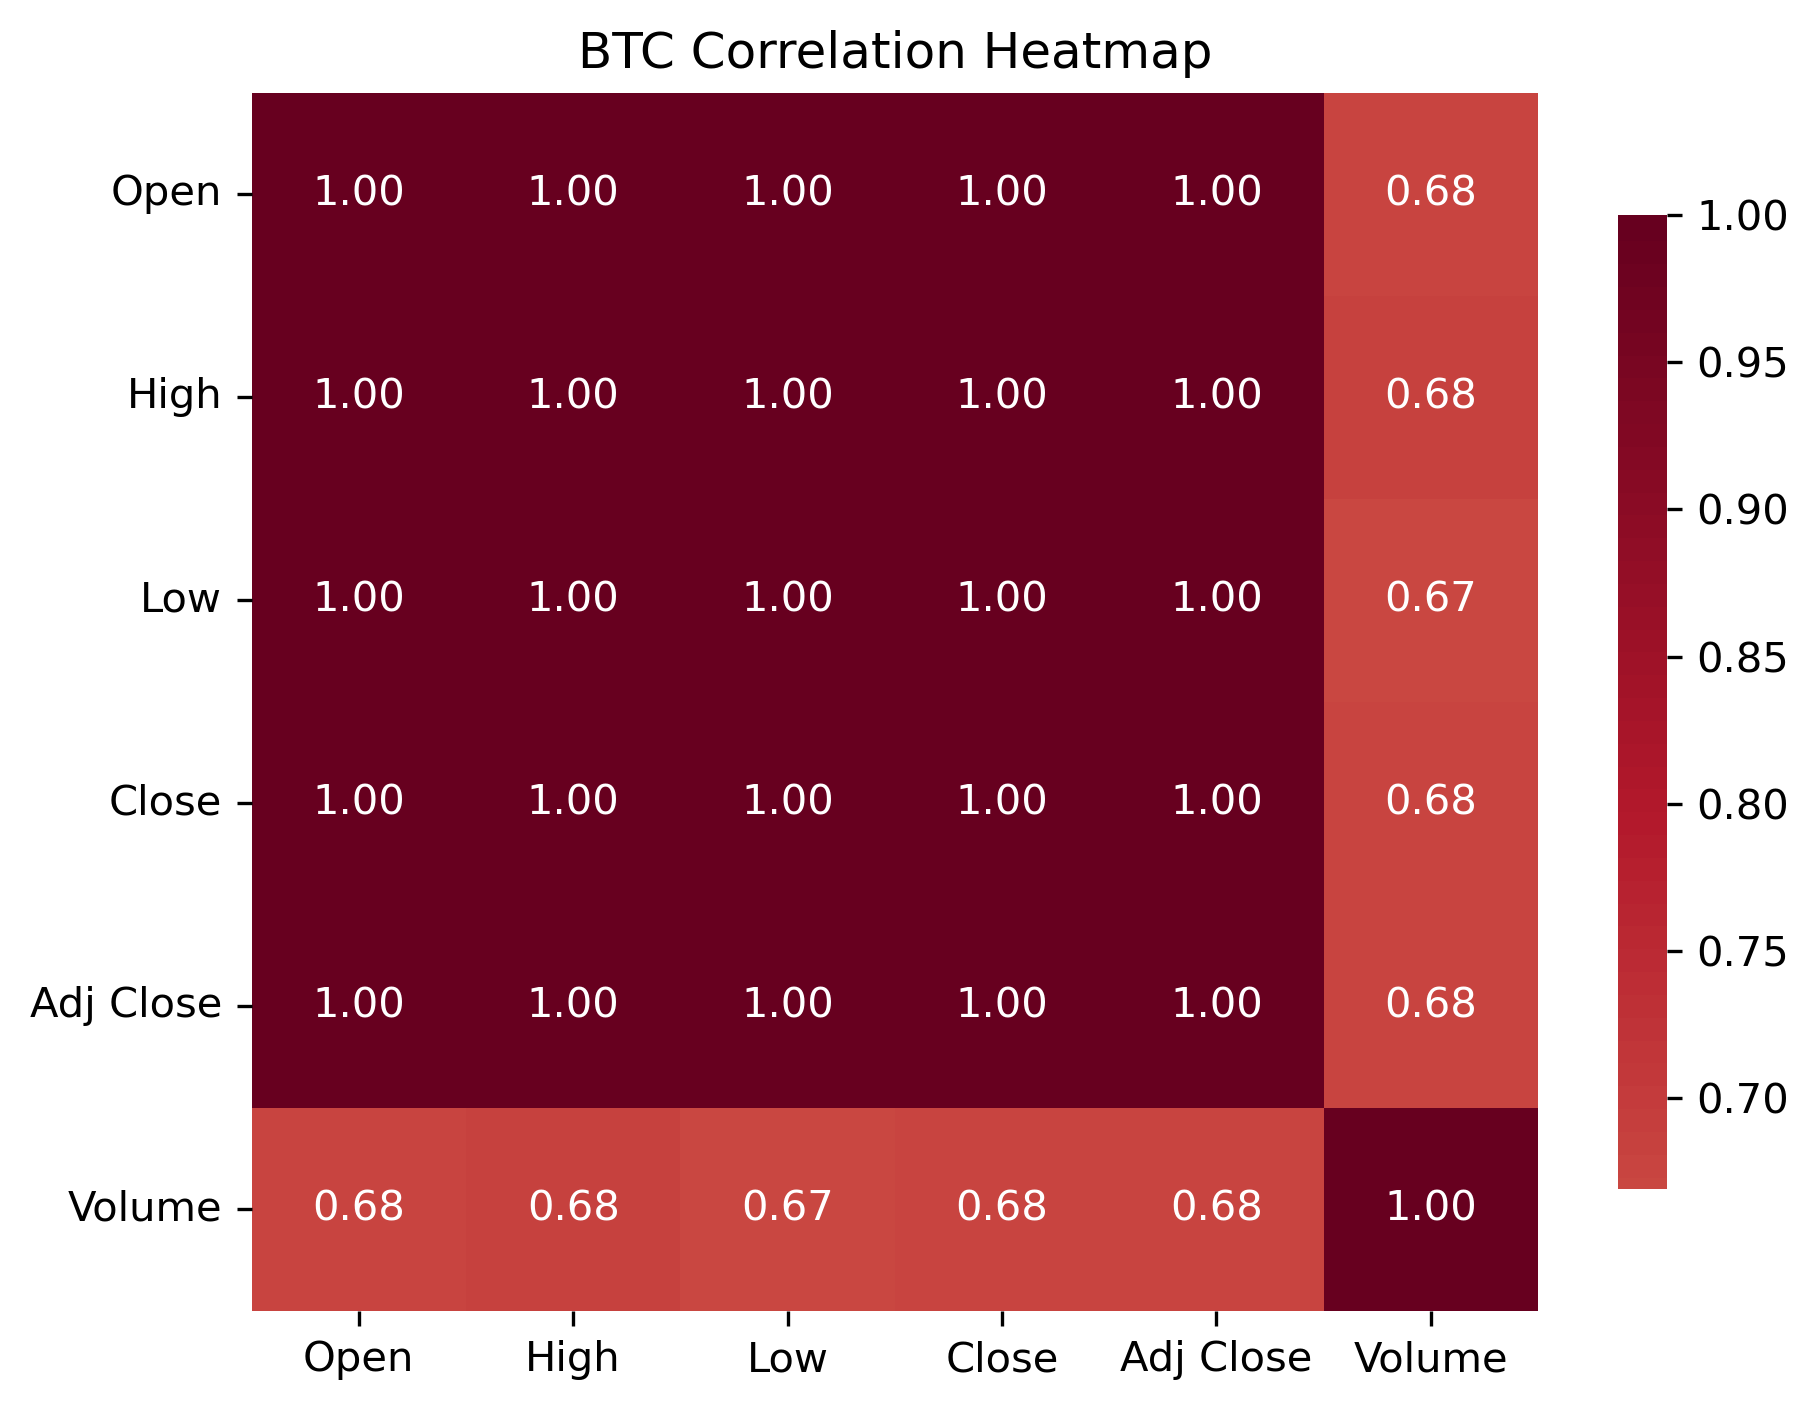 BTC Correlation Heatmap
Open 1.00 1.00 1.00 1.00 1.00 0.68
High 1.00 1.00 1.00 1.00 1.00 0.68
Low 1.00 1.00 1.00 1.00 1.00 0.67
Close 1.00 1.00 1.00 1.00 1.00 0.68
Adj Close 1.00 1.00 1.00 1.00 1.00 0.68
Volume 0.68 0.68 0.67 0.68 0.68 1.00
Open High Low Close Adj Close Volume
1.00
0.95
0.90
0.85
0.80
0.75
0.70